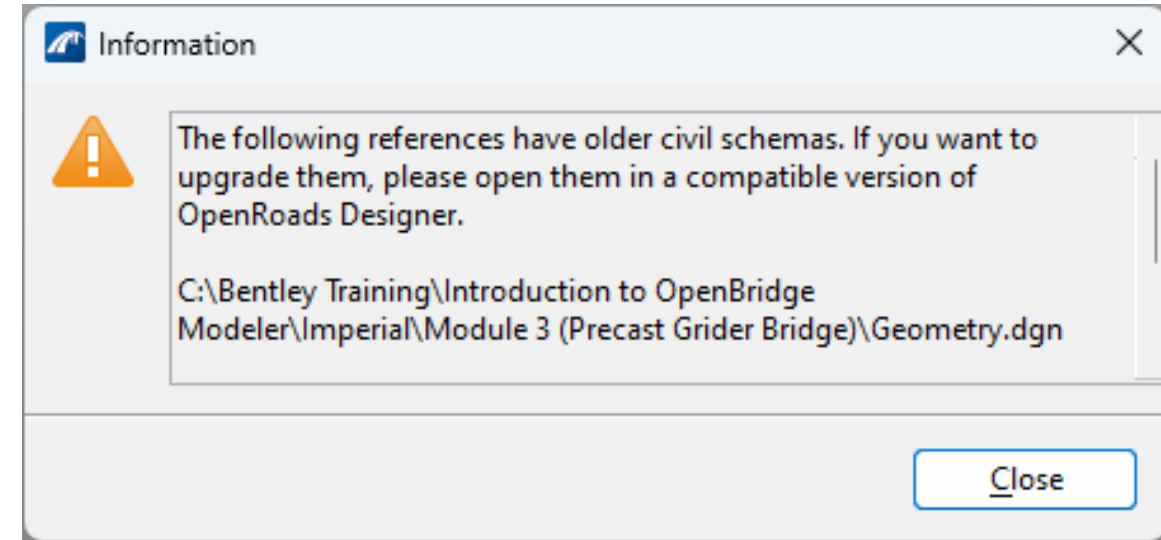 Information
The following references have older civil schemas. If you want to
upgrade them, please open them in a compatible version of
OpenRoads Designer.
C:\Bentley Training\Introduction to OpenBridge
Modeler\Imperial\Module 3 (Precast Grider Bridge)\Geometry.dgn
Close